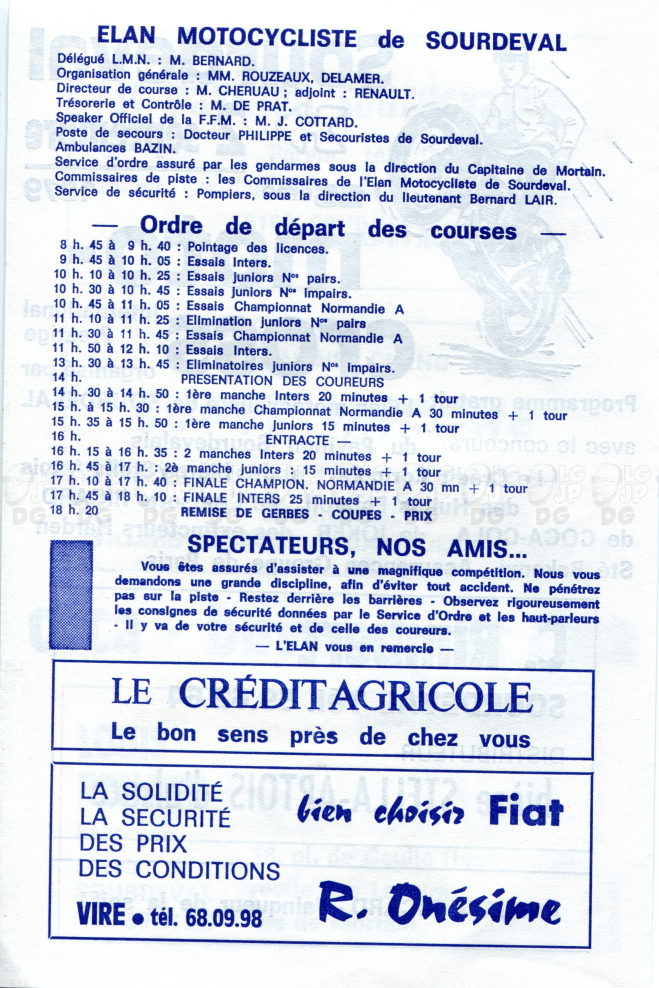 ELAN MOTOCYCLISTE de SOURDEVAL
Délégué L.M.N. : M. BERNARD.
Organisation générale : MM. ROUZEAUX, DELAMER.
Directeur de course : M. CHERUAU; adjoint : RENAULT.
Trésorerie et Contrôle : M. DE PRAT.
Speaker Officiel de la F.F.M. : M. J. COTTARD.
Poste de secours : Docteur PHILIPPE et Secouristes de Sourdeval.
Ambulances BAZIN.
Service d'ordre assuré par les gendarmes sous la direction du Capitaine de Mortain.
Commissaires de piste : les Commissaires de l'Elan Motocycliste de Sourdeval.
Service de sécurité : Pompiers, sous la direction du lieutenant Bernard LAIR.
— Ordre de départ des courses —
8 h. 45 à 9 h. 40 : Pointage des licences.
9 h. 45 à 10 h. 05 : Essais Inters.
10 h. 10 à 10 h. 25 : Essais juniors Nos pairs.
10 h. 30 à 10 h. 45 : Essais juniors Nos impairs.
10 h. 45 à 11 h. 05 : Essais Championnat Normandie A
11 h. 10 à 11 h. 25 : Elimination juniors Nos pairs
11 h. 30 à 11 h. 45 : Essais Championnat Normandie A
11 h. 50 à 12 h. 10 : Essais Inters.
13 h. 30 à 13 h. 45 : Eliminatoires juniors Nos impairs.
14 h. PRESENTATION DES COUREURS
14 h. 30 à 14 h. 50 : 1ère manche Inters 20 minutes + 1 tour
15 h. à 15 h. 30 : 1ère manche Championnat Normandie A 30 minutes + 1 tour
15 h. 35 à 15 h. 50 : 1ère manche juniors 15 minutes + 1 tour
16 h. — ENTRACTE —
16 h. 15 à 16 h. 35 : 2 manches Inters 20 minutes + 1 tour
16 h. 45 à 17 h. : 2è manche juniors : 15 minutes + 1 tour
17 h. 10 à 17 h. 40 : FINALE CHAMPION. NORMANDIE A 30 mn + 1 tour
17 h. 45 à 18 h. 10 : FINALE INTERS 25 minutes + 1 tour
18 h. 20 REMISE DE GERBES - COUPES - PRIX
SPECTATEURS, NOS AMIS...
Vous êtes assurés d'assister à une magnifique compétition. Nous vous
demandons une grande discipline, afin d'éviter tout accident. Ne pénétrez
pas sur la piste - Restez derrière les barrières - Observez rigoureusement
les consignes de sécurité données par le Service d'Ordre et les haut-parleurs
- Il y va de votre sécurité et de celle des coureurs.
— L'ELAN vous en remercie —
LE CRÉDIT AGRICOLE
Le bon sens près de chez vous
LA SOLIDITÉ
LA SECURITÉ
DES PRIX
DES CONDITIONS
VIRE • tél. 68.09.98
bien choisir Fiat
R. Onésime